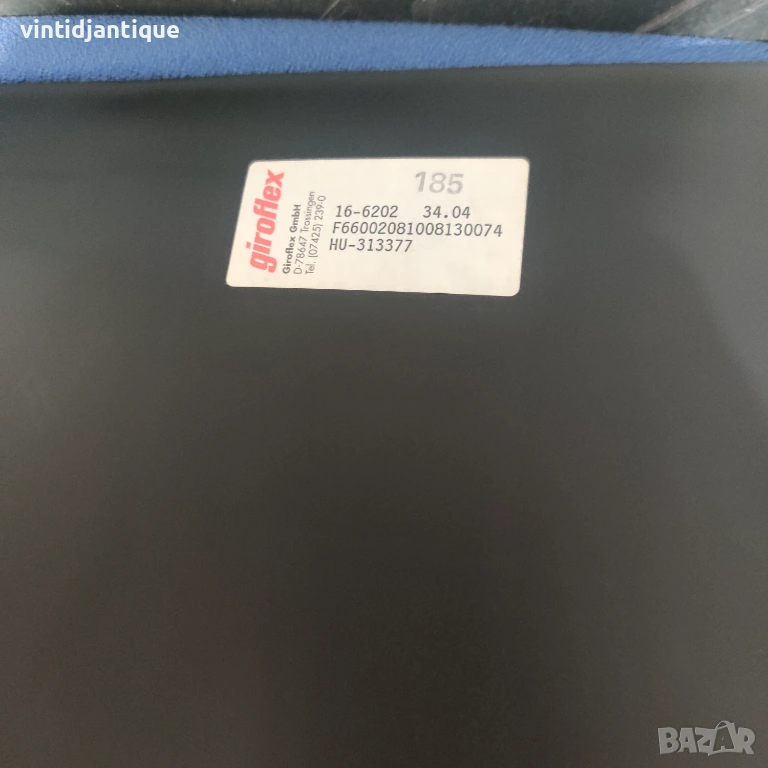 vintidjantique
185
giroflex
Giroflex GmbH
D-78647 Trossingen
Tel. (07425) 239-0
16-6202 34.04
F66002081008130074
HU-313377
BAZAR